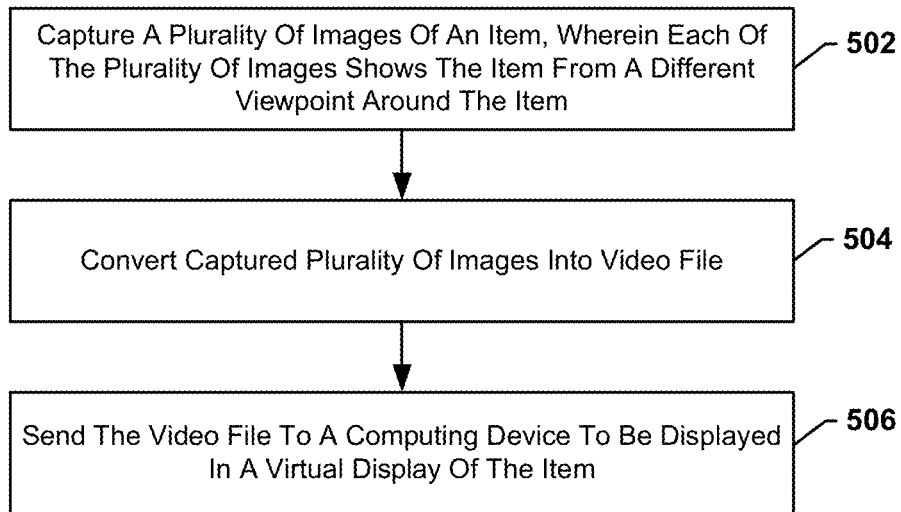 Capture A Plurality Of Images Of An Item, Wherein Each Of
The Plurality Of Images Shows The Item From A Different
Viewpoint Around The Item
502
Convert Captured Plurality Of Images Into Video File
504
Send The Video File To A Computing Device To Be Displayed
In A Virtual Display Of The Item
506